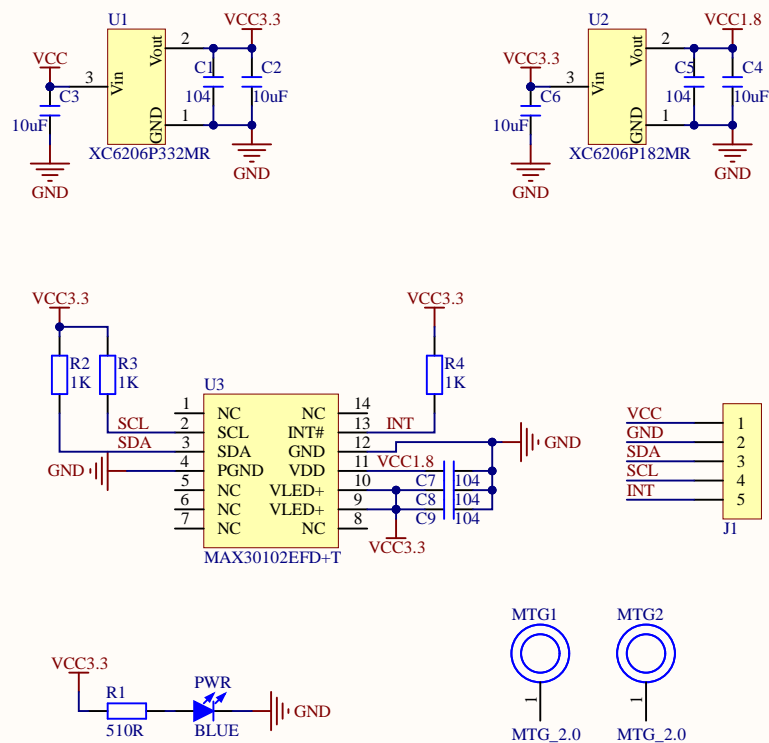 U1
VCC3.3
VCC
3
Vin
Vout
GND
2
1
C1
104
C2
10uF
C3
10uF
XC6206P332MR
GND
GND
U2
VCC1.8
VCC3.3
3
Vin
Vout
GND
2
1
C5
104
C4
10uF
C6
10uF
XC6206P182MR
GND
GND
VCC3.3
R2
1K
R3
1K
SCL
SDA
GND
U3
1 NC
2 SCL
3 SDA
4 PGND
5 NC
6 NC
7 NC
NC 14
INT# 13
GND 12
VDD 11
VLED+ 10
VLED+ 9
NC 8
MAX30102EFD+T
VCC3.3
R4
1K
INT
GND
VCC1.8
C7 104
C8 104
C9 104
VCC3.3
VCC 1
GND 2
SDA 3
SCL 4
INT 5
J1
VCC3.3
R1
510R
PWR
BLUE
GND
MTG1
1
MTG_2.0
MTG2
1
MTG_2.0